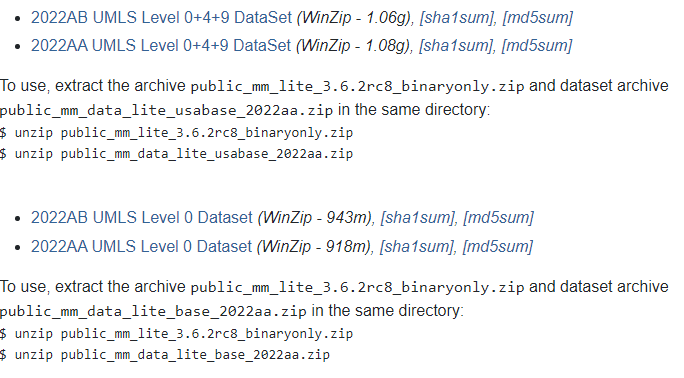 • 2022AB UMLS Level 0+4+9 DataSet (WinZip - 1.06g), [sha1sum], [md5sum]
• 2022AA UMLS Level 0+4+9 DataSet (WinZip - 1.08g), [sha1sum], [md5sum]
To use, extract the archive public_mm_lite_3.6.2rc8_binaryonly.zip and dataset archive
public_mm_data_lite_usabase_2022aa.zip in the same directory:
$ unzip public_mm_lite_3.6.2rc8_binaryonly.zip
$ unzip public_mm_data_lite_usabase_2022aa.zip
• 2022AB UMLS Level 0 Dataset (WinZip - 943m), [sha1sum], [md5sum]
• 2022AA UMLS Level 0 Dataset (WinZip - 918m), [sha1sum], [md5sum]
To use, extract the archive public_mm_lite_3.6.2rc8_binaryonly.zip and dataset archive
public_mm_data_lite_base_2022aa.zip in the same directory:
$ unzip public_mm_lite_3.6.2rc8_binaryonly.zip
$ unzip public_mm_data_lite_base_2022aa.zip